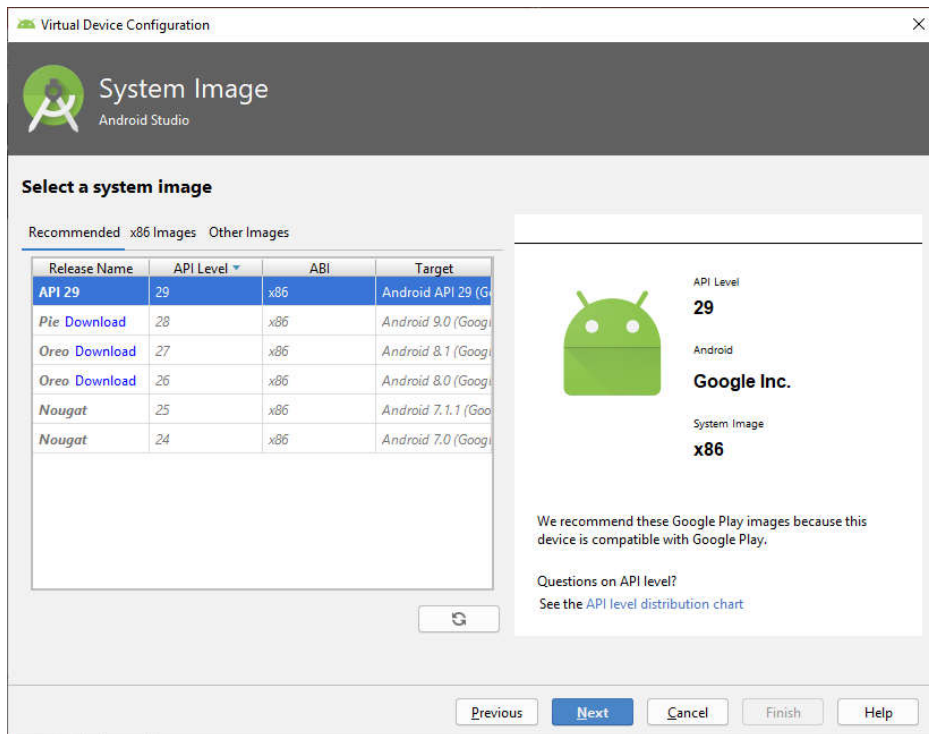 Virtual Device Configuration
System Image
Android Studio
Select a system image
Recommended x86 Images Other Images
Release Name API Level ABI Target
API 29 29 x86 Android API 29 (G
Pie Download 28 x86 Android 9.0 (Googl
Oreo Download 27 x86 Android 8.1 (Googl
Oreo Download 26 x86 Android 8.0 (Googl
Nougat 25 x86 Android 7.1.1 (Goo
Nougat 24 x86 Android 7.0 (Googl
API Level
29
Android
Google Inc.
System Image
x86
We recommend these Google Play images because this
device is compatible with Google Play.
Questions on API level?
See the API level distribution chart
Previous Next Cancel Finish Help